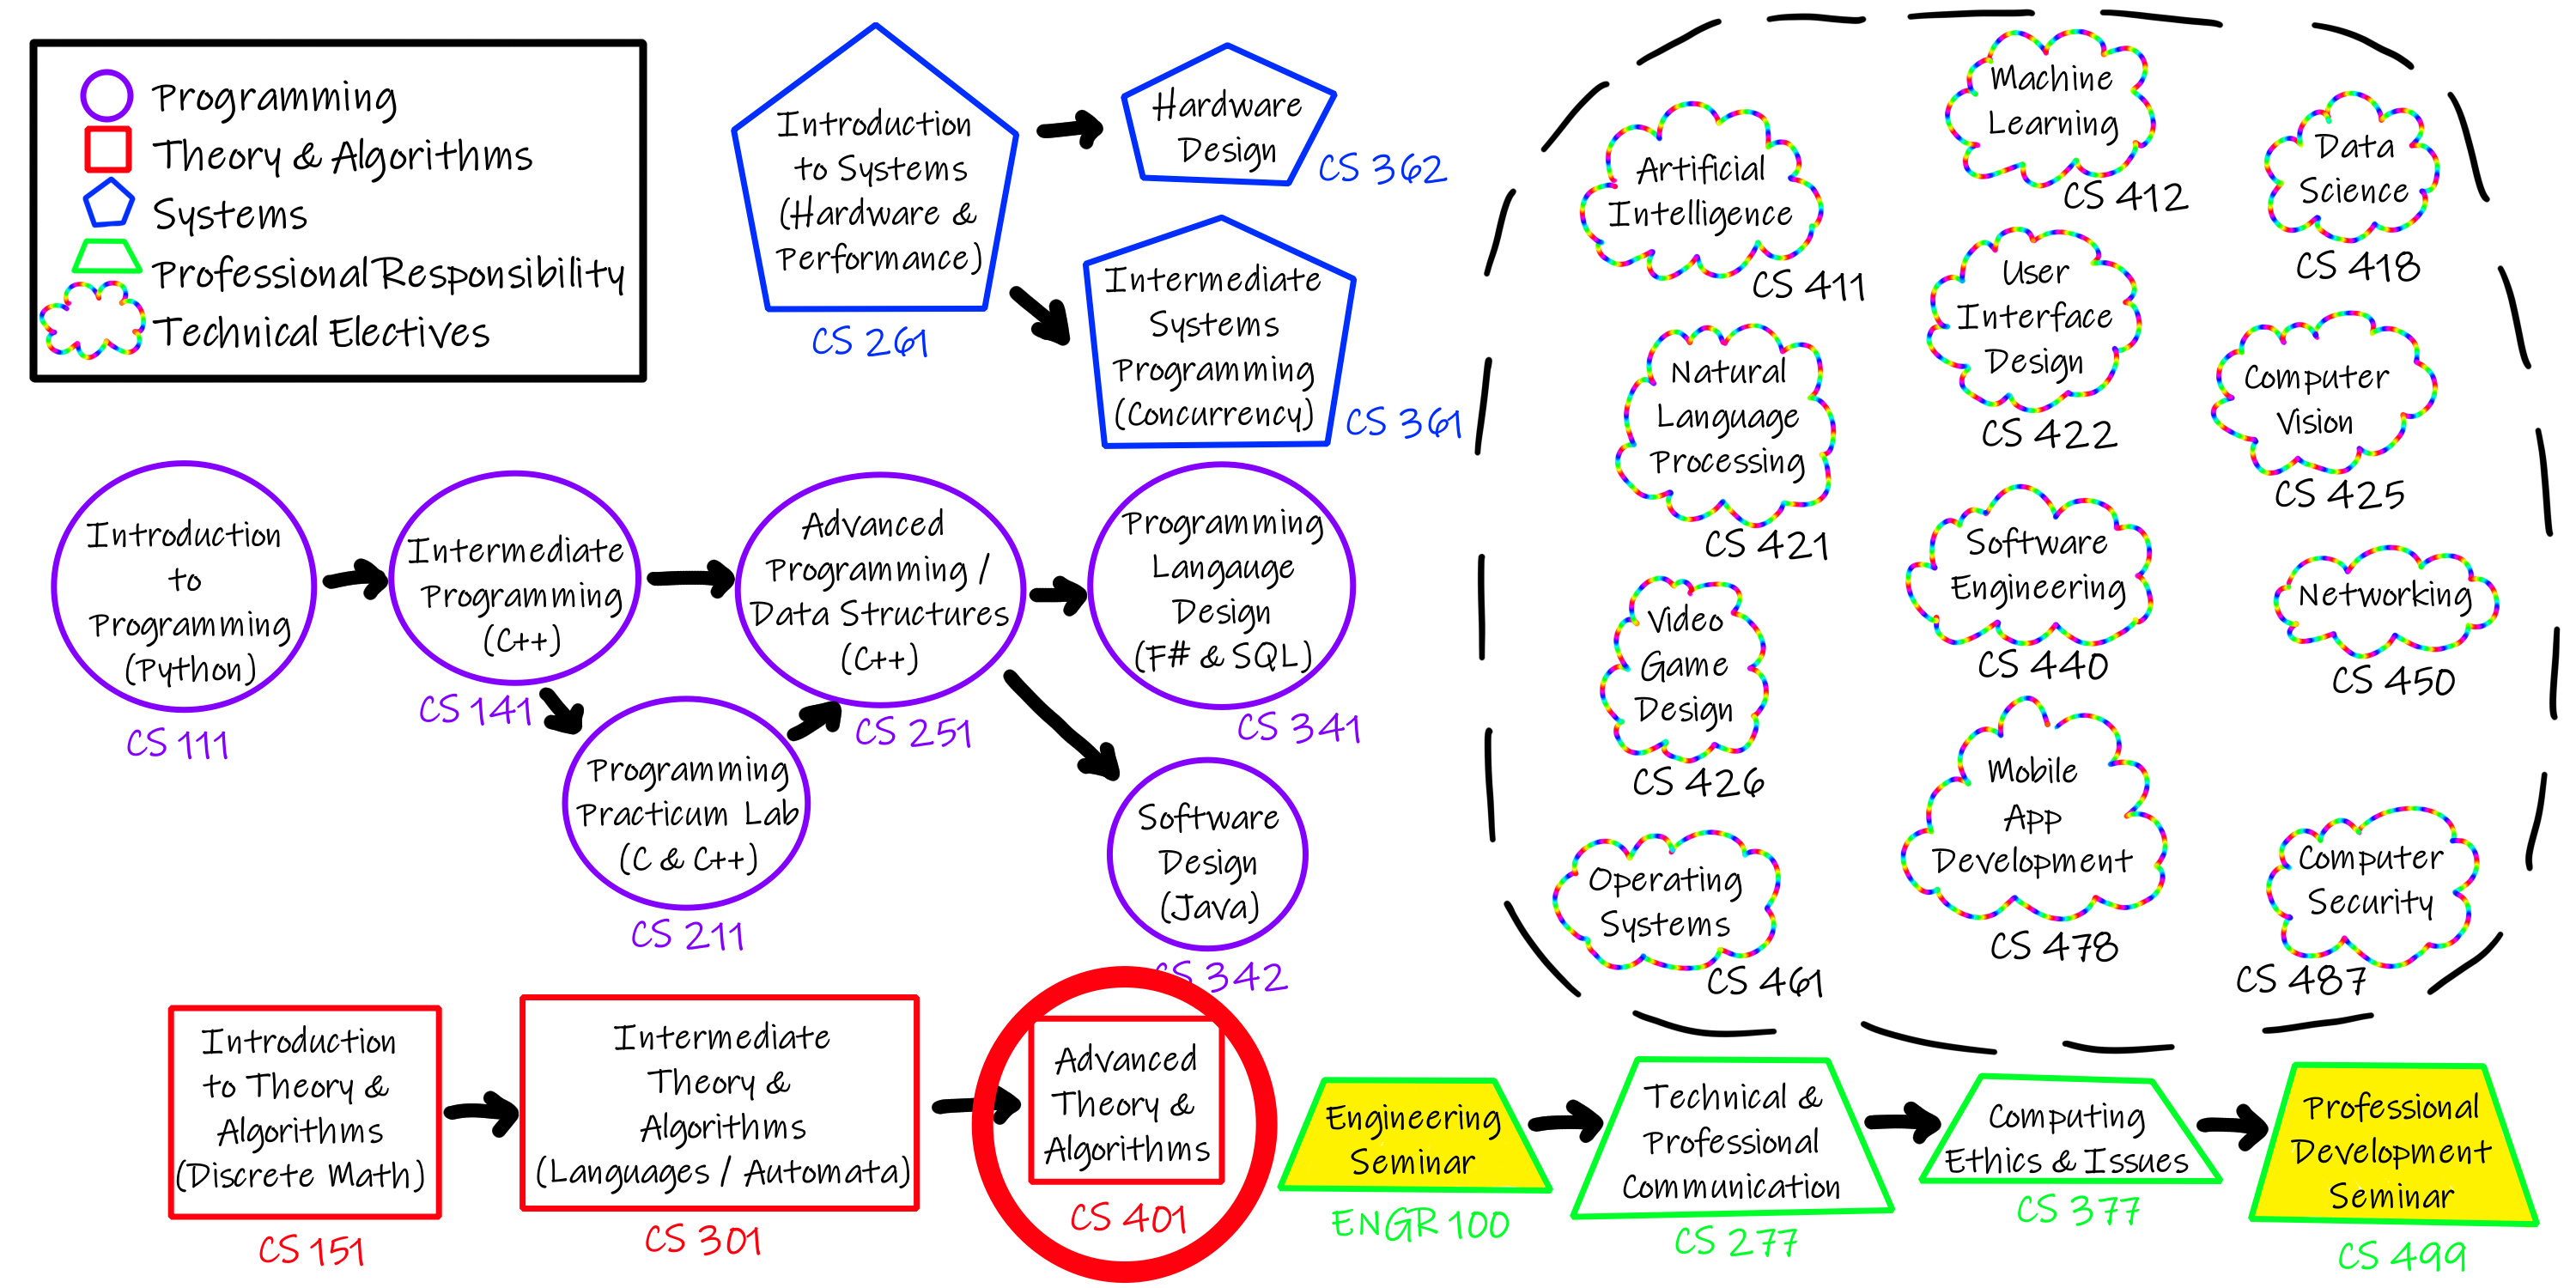 Programming
Theory & Algorithms
Systems
Professional Responsibility
Technical Electives
Introduction
to Systems
(Hardware &
Performance)
CS 261
Hardware
Design
CS 362
Intermediate
Systems
Programming
(Concurrency)
CS 361
Introduction
to
Programming
(Python)
CS 111
Intermediate
Programming
(C++)
CS 141
Programming
Practicum Lab
(C & C++)
CS 211
Advanced
Programming /
Data Structures
(C++)
CS 251
Programming
Langauge
Design
(F# & SQL)
CS 341
Software
Design
(Java)
CS 342
Introduction
to Theory &
Algorithms
(Discrete Math)
CS 151
Intermediate
Theory &
Algorithms
(Languages / Automata)
CS 301
Advanced
Theory &
Algorithms
CS 401
Artificial
Intelligence
CS 411
Machine
Learning
CS 412
Data
Science
CS 418
Natural
Language
Processing
CS 421
User
Interface
Design
CS 422
Computer
Vision
CS 425
Video
Game
Design
CS 426
Software
Engineering
CS 440
Networking
CS 450
Operating
Systems
CS 461
Mobile
App
Development
CS 478
Computer
Security
CS 487
Engineering
Seminar
ENGR 100
Technical &
Professional
Communication
CS 277
Computing
Ethics & Issues
CS 377
Professional
Development
Seminar
CS 499